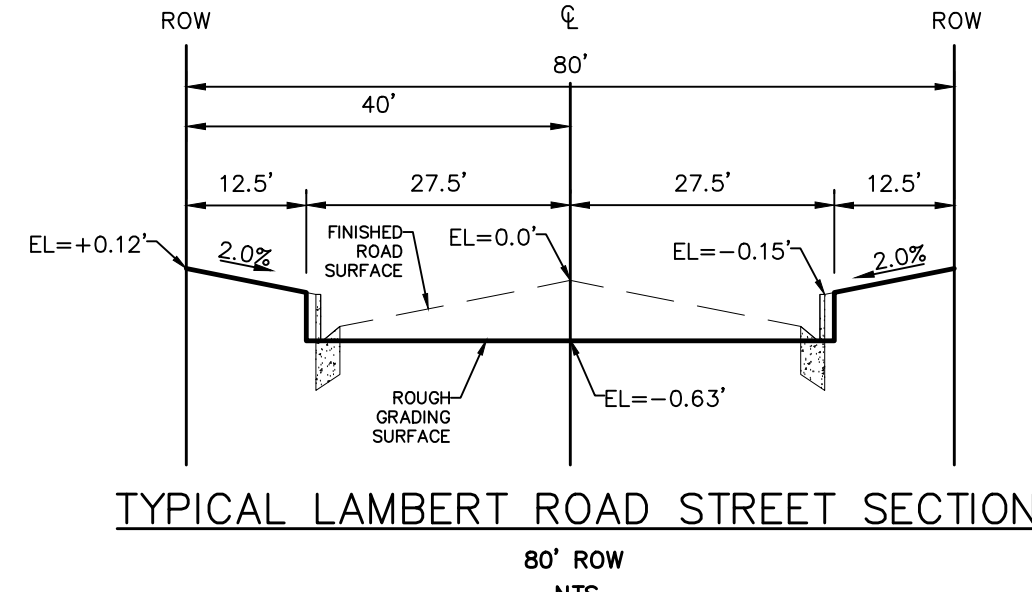 ROW
℄
ROW
80'
40'
12.5'
27.5'
27.5'
12.5'
EL=+0.12'
2.0%
FINISHED
ROAD
SURFACE
EL=0.0'
EL=-0.15'
2.0%
ROUGH
GRADING
SURFACE
EL=-0.63'
TYPICAL LAMBERT ROAD STREET SECTION
80' ROW
NTS